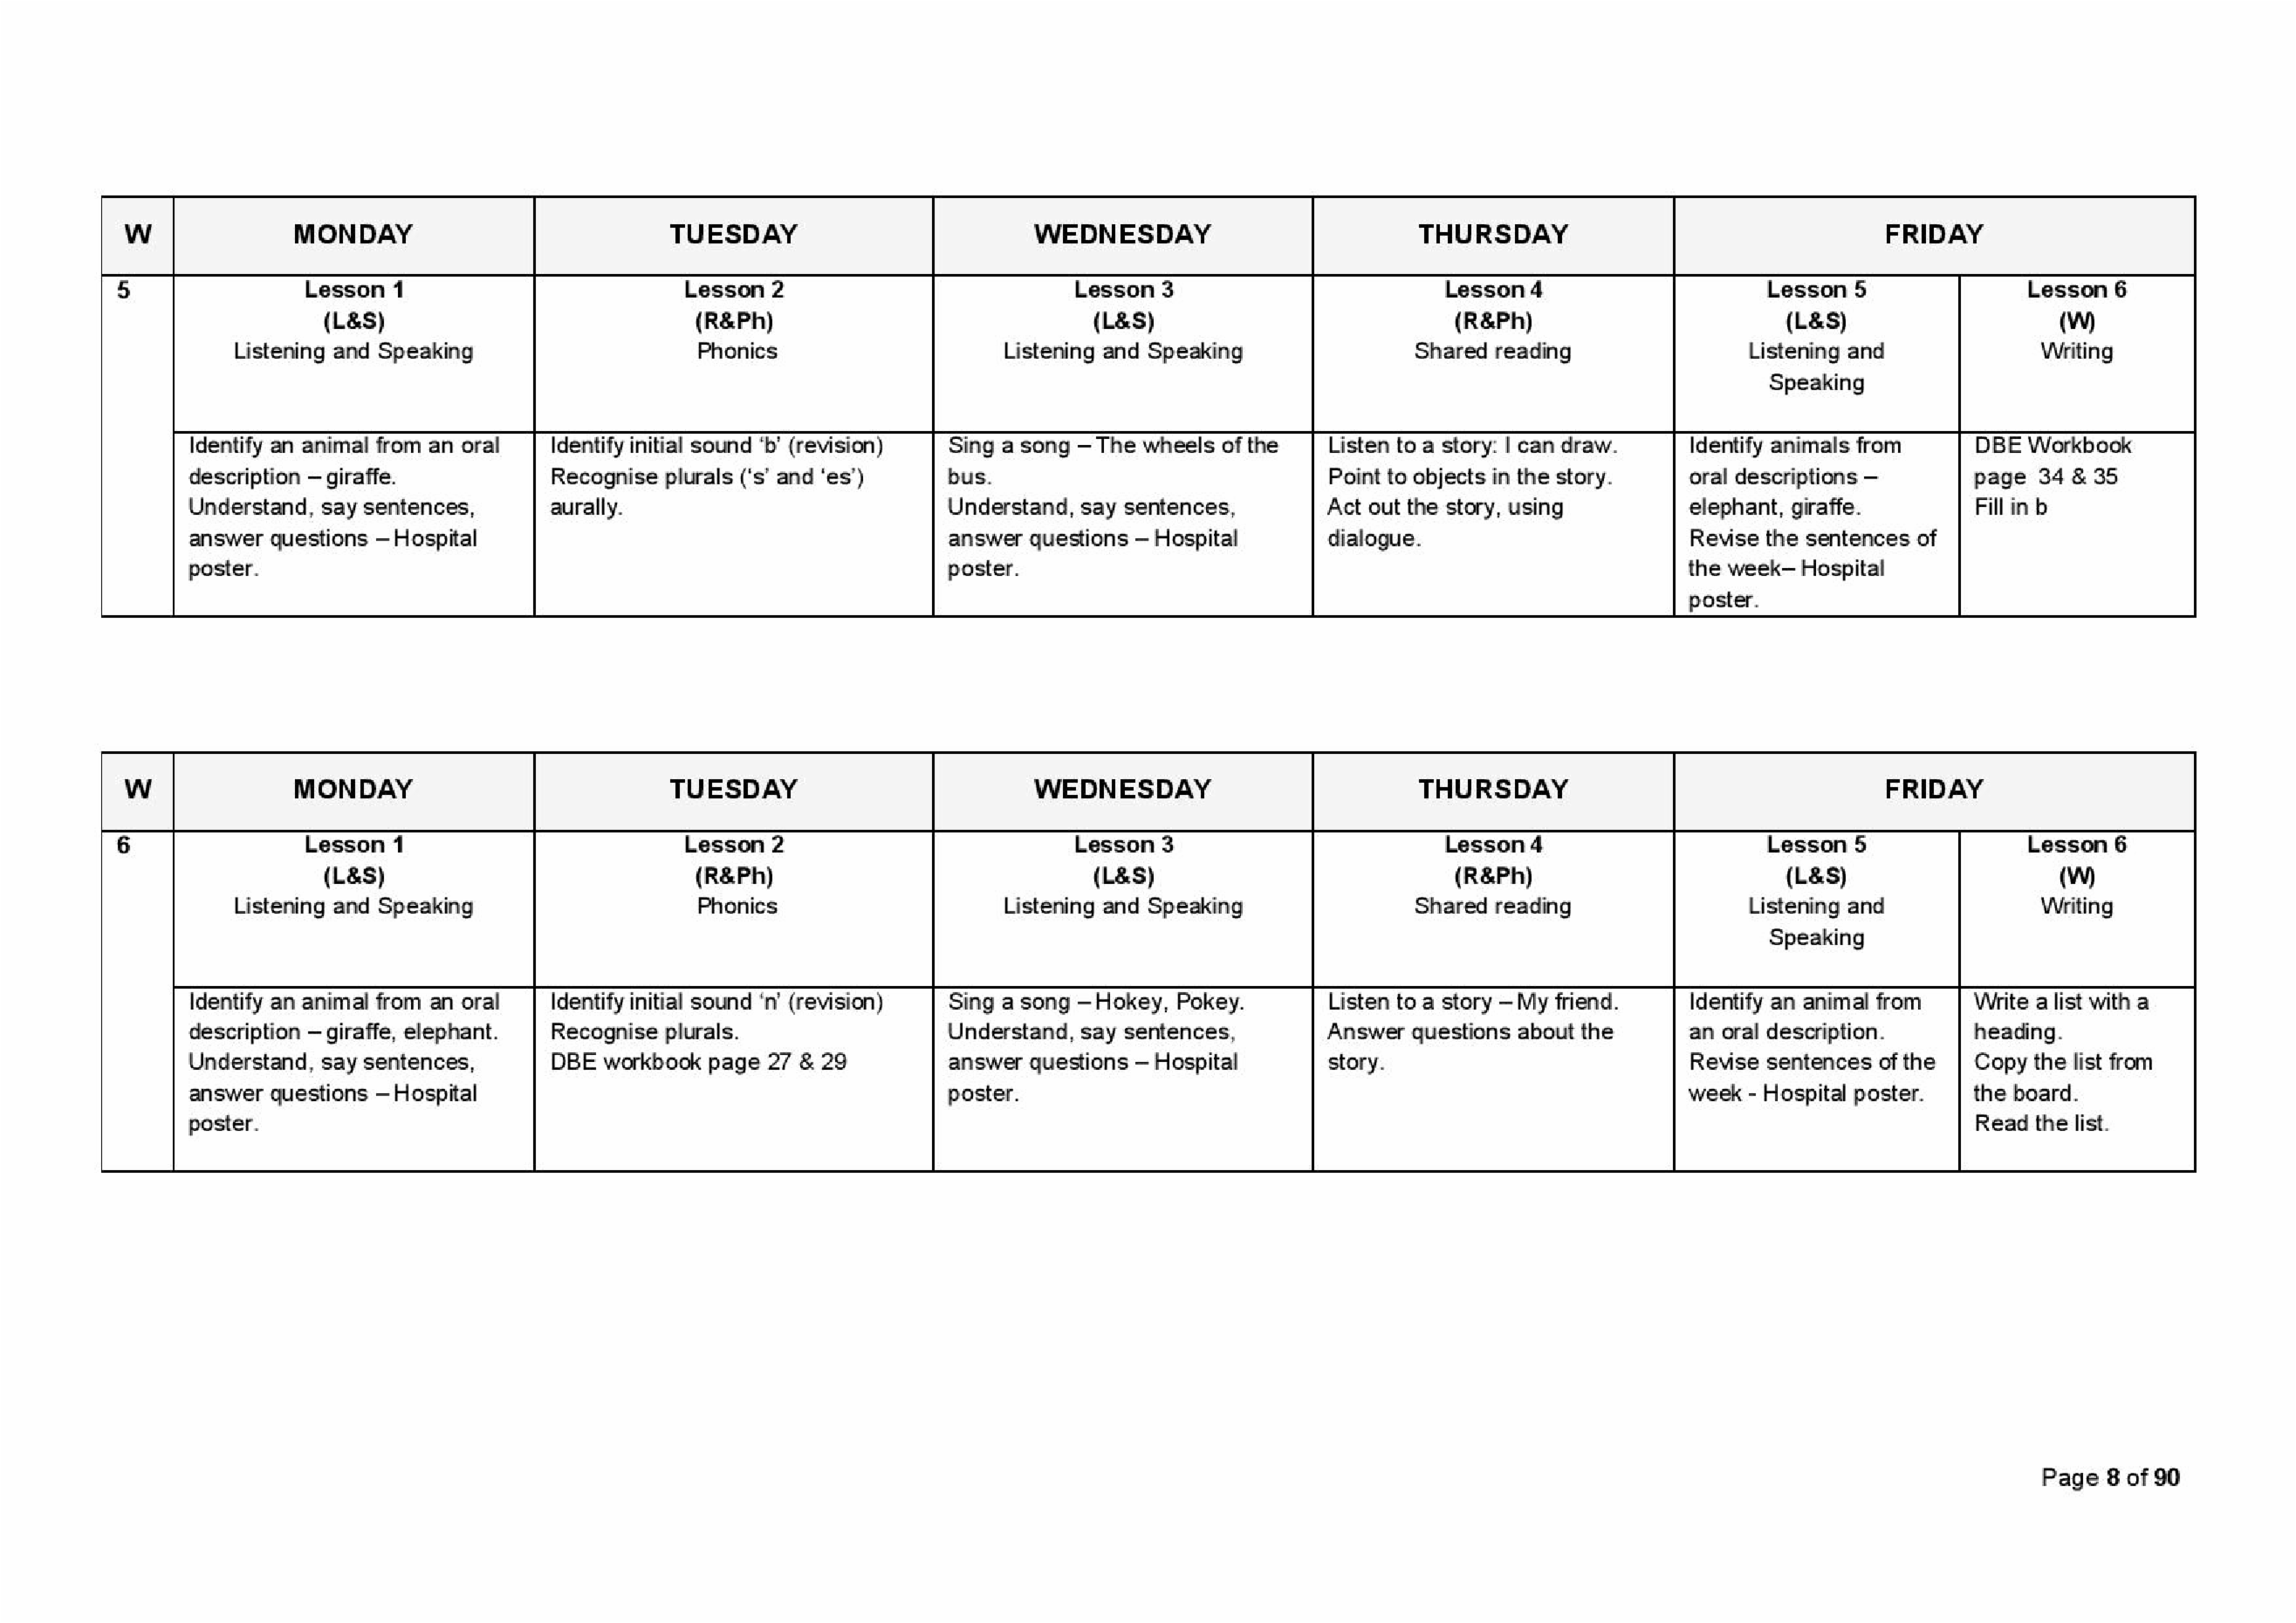 W MONDAY TUESDAY WEDNESDAY THURSDAY FRIDAY
5
Lesson 1
(L&S)
Listening and Speaking
Lesson 2
(R&Ph)
Phonics
Lesson 3
(L&S)
Listening and Speaking
Lesson 4
(R&Ph)
Shared reading
Lesson 5
(L&S)
Listening and
Speaking
Lesson 6
(W)
Writing
Identify an animal from an oral
description – giraffe.
Understand, say sentences,
answer questions – Hospital
poster.
Identify initial sound ‘b’ (revision)
Recognise plurals (‘s’ and ‘es’)
aurally.
Sing a song – The wheels of the
bus.
Understand, say sentences,
answer questions – Hospital
poster.
Listen to a story: I can draw.
Point to objects in the story.
Act out the story, using
dialogue.
Identify animals from
oral descriptions –
elephant, giraffe.
Revise the sentences of
the week– Hospital
poster.
DBE Workbook
page 34 & 35
Fill in b
W MONDAY TUESDAY WEDNESDAY THURSDAY FRIDAY
6
Lesson 1
(L&S)
Listening and Speaking
Lesson 2
(R&Ph)
Phonics
Lesson 3
(L&S)
Listening and Speaking
Lesson 4
(R&Ph)
Shared reading
Lesson 5
(L&S)
Listening and
Speaking
Lesson 6
(W)
Writing
Identify an animal from an oral
description – giraffe, elephant.
Understand, say sentences,
answer questions – Hospital
poster.
Identify initial sound ‘n’ (revision)
Recognise plurals.
DBE workbook page 27 & 29
Sing a song – Hokey, Pokey.
Understand, say sentences,
answer questions – Hospital
poster.
Listen to a story – My friend.
Answer questions about the
story.
Identify an animal from
an oral description.
Revise sentences of the
week - Hospital poster.
Write a list with a
heading.
Copy the list from
the board.
Read the list.
Page 8 of 90